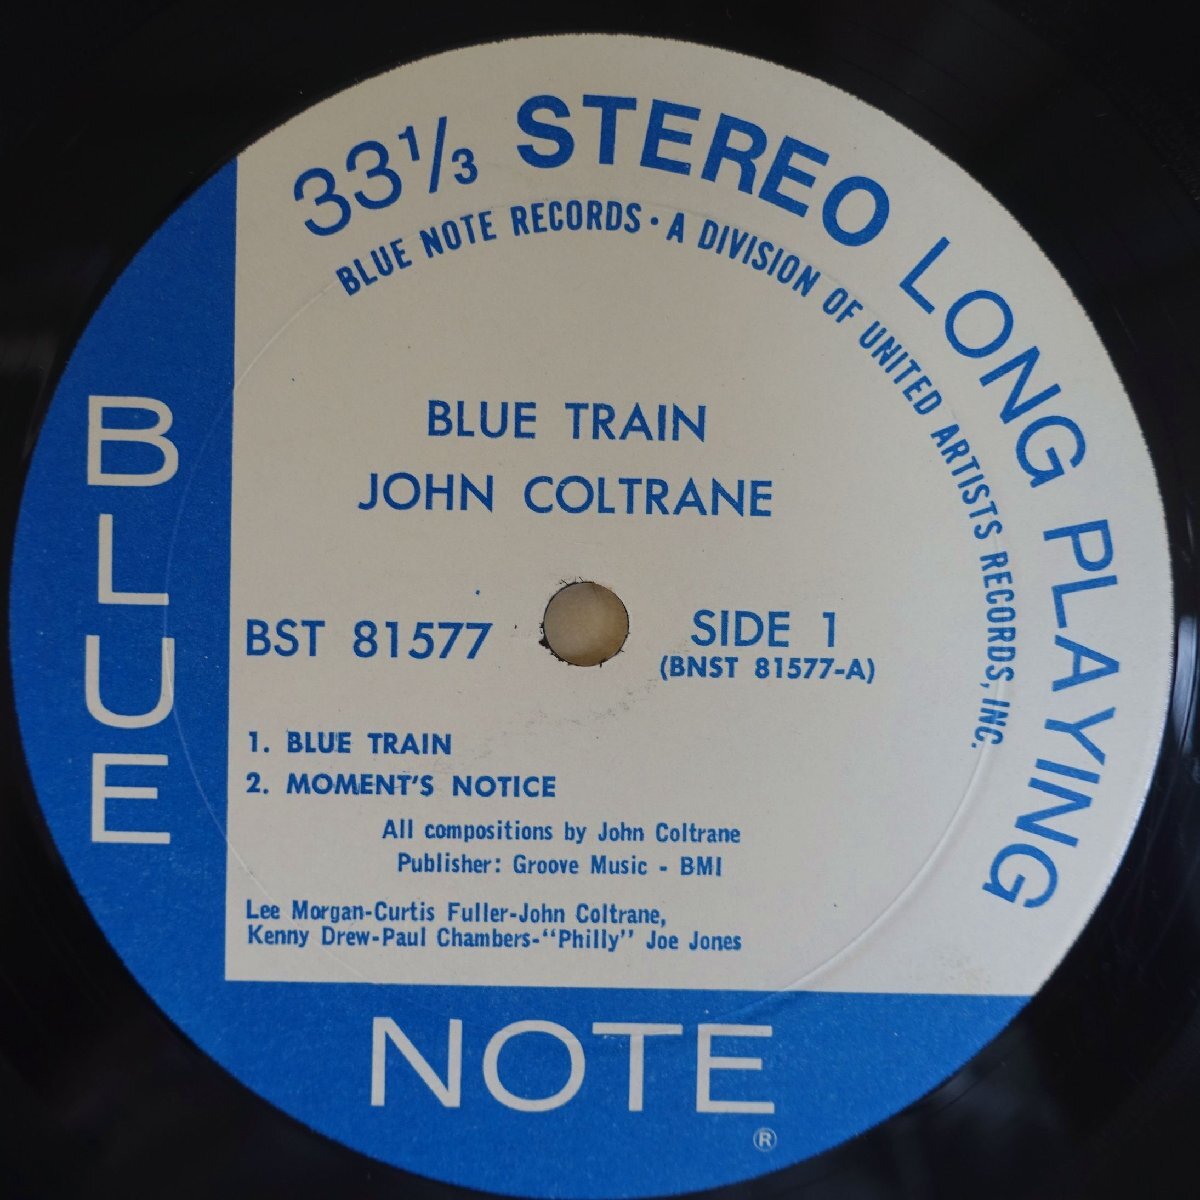 33⅓ STEREO LONG PLAYING
BLUE NOTE RECORDS · A DIVISION OF UNITED ARTISTS RECORDS, INC.
BLUE TRAIN
JOHN COLTRANE
BST 81577
SIDE 1
(BNST 81577-A)
1. BLUE TRAIN
2. MOMENT'S NOTICE
All compositions by John Coltrane
Publisher: Groove Music - BMI
Lee Morgan-Curtis Fuller-John Coltrane,
Kenny Drew-Paul Chambers-"Philly" Joe Jones
BLUE
NOTE
®